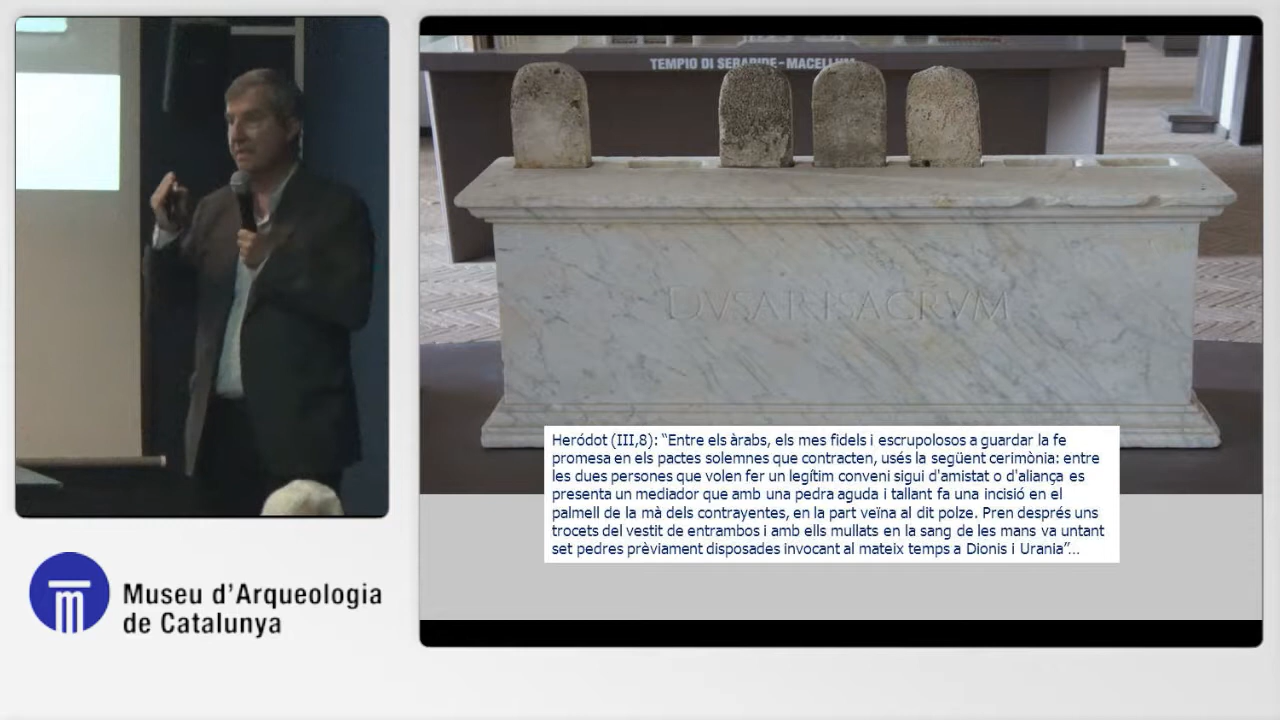 TEMPIO DI SERAPIDE-MACELLUM
DVSARI SACRVM
Heródot (III,8): “Entre els àrabs, els mes fidels i escrupolosos a guardar la fe
promesa en els pactes solemnes que contracten, usés la següent cerimònia: entre
les dues persones que volen fer un legítim conveni sigui d'amistat o d'aliança es
presenta un mediador que amb una pedra aguda i tallant fa una incisió en el
palmell de la mà dels contrayentes, en la part veïna al dit polze. Pren després uns
trocets del vestit de entrambos i amb ells mullats en la sang de les mans va untant
set pedres prèviament disposades invocant al mateix temps a Dionis i Urania”...
Museu d’Arqueologia
de Catalunya